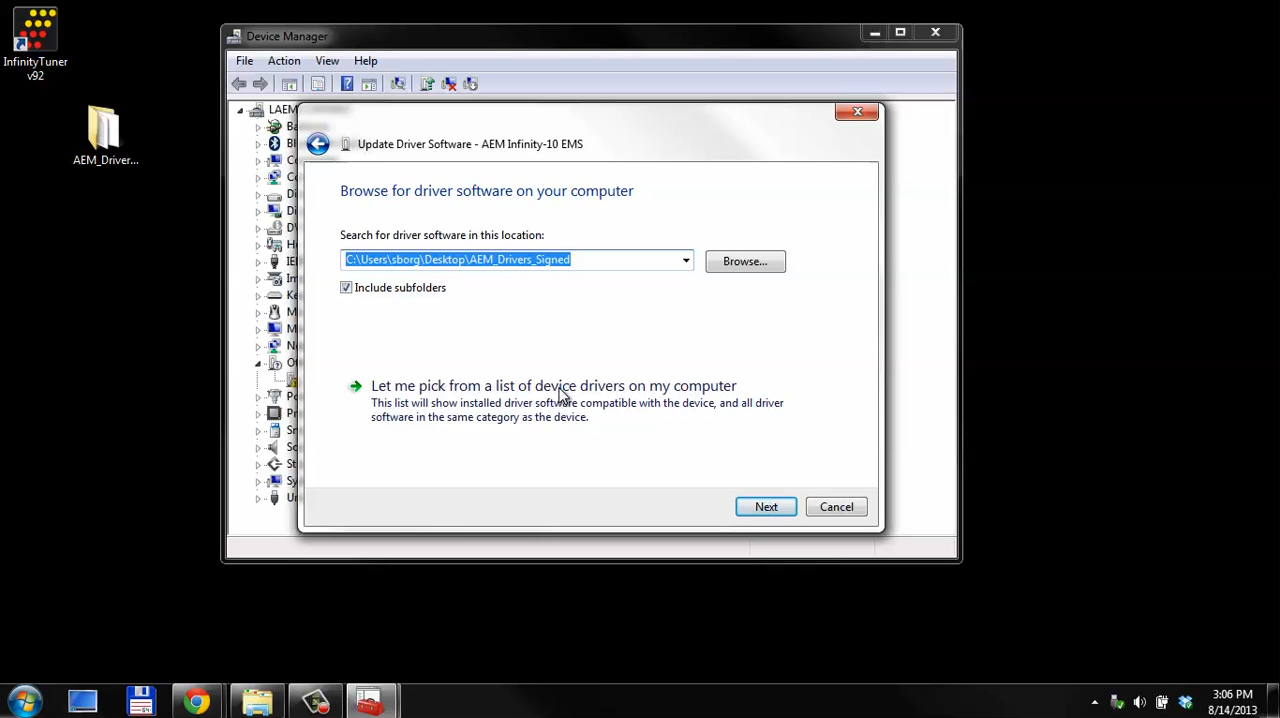 InfinityTuner
v92
AEM_Driver...
Device Manager
File Action View Help
LAEM
Update Driver Software - AEM Infinity-10 EMS
Browse for driver software on your computer
Search for driver software in this location:
C:\Users\sborg\Desktop\AEM_Drivers_Signed
Browse...
Include subfolders
Let me pick from a list of device drivers on my computer
This list will show installed driver software compatible with the device, and all driver
software in the same category as the device.
Next Cancel
3:06 PM
8/14/2013